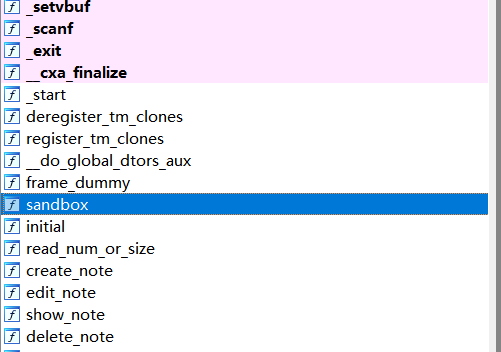 _setvbuf
_scanf
_exit
__cxa_finalize
_start
deregister_tm_clones
register_tm_clones
__do_global_dtors_aux
frame_dummy
sandbox
initial
read_num_or_size
create_note
edit_note
show_note
delete_note